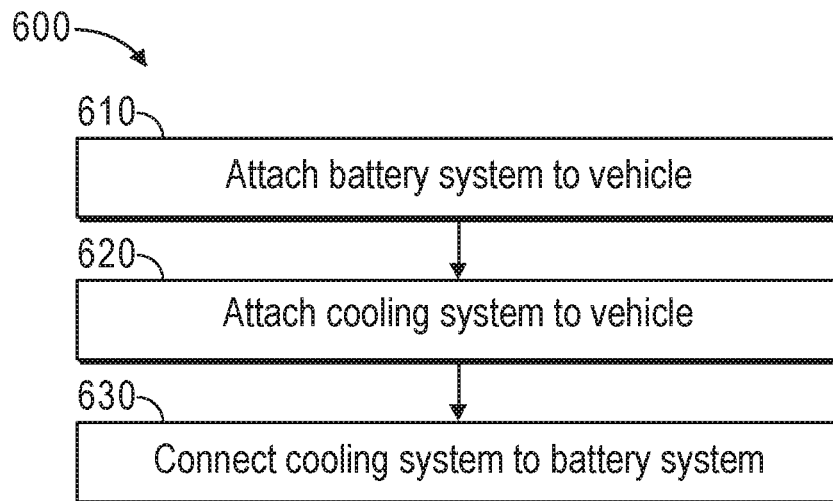 600
610
Attach battery system to vehicle
620
Attach cooling system to vehicle
630
Connect cooling system to battery system